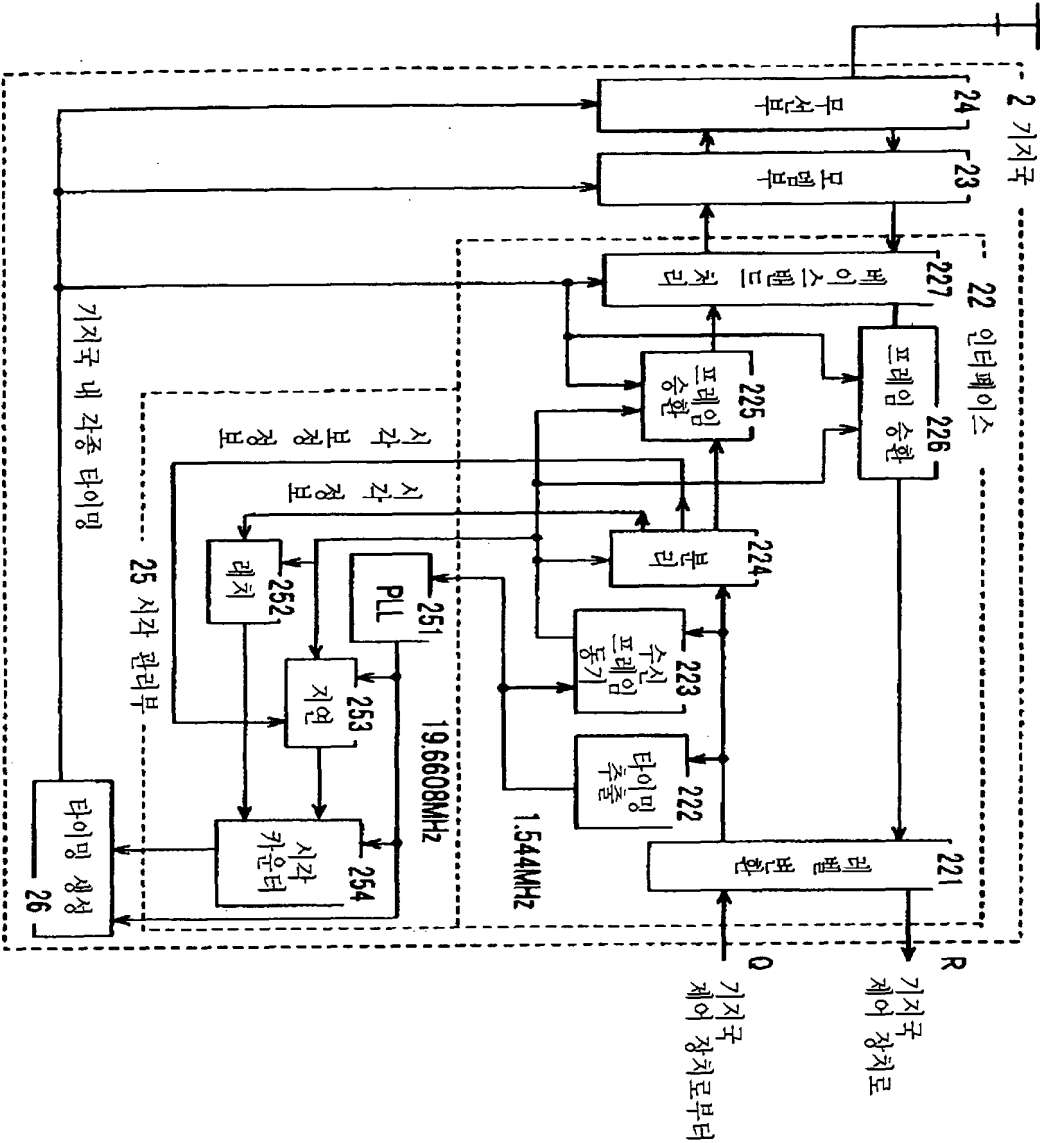 2 기지국
24
무선부
23
모뎀부
22 인터페이스
227
베이스밴드 처리
226
프레임 승환
225
프레임
승환
224
분리
223
수신
프레임
동기
222
타이밍
추출
221
레벨 변환
R
기지국
제어 장치로
Q
기지국
제어 장치로부터
1.544MHz
19.6608MHz
시각 보정 정보
시각 정보
25 시각 관리부
251
PLL
252
래치
253
지연
254
시각
카운터
기지국 내 각종 타이밍
타이밍 생성
26